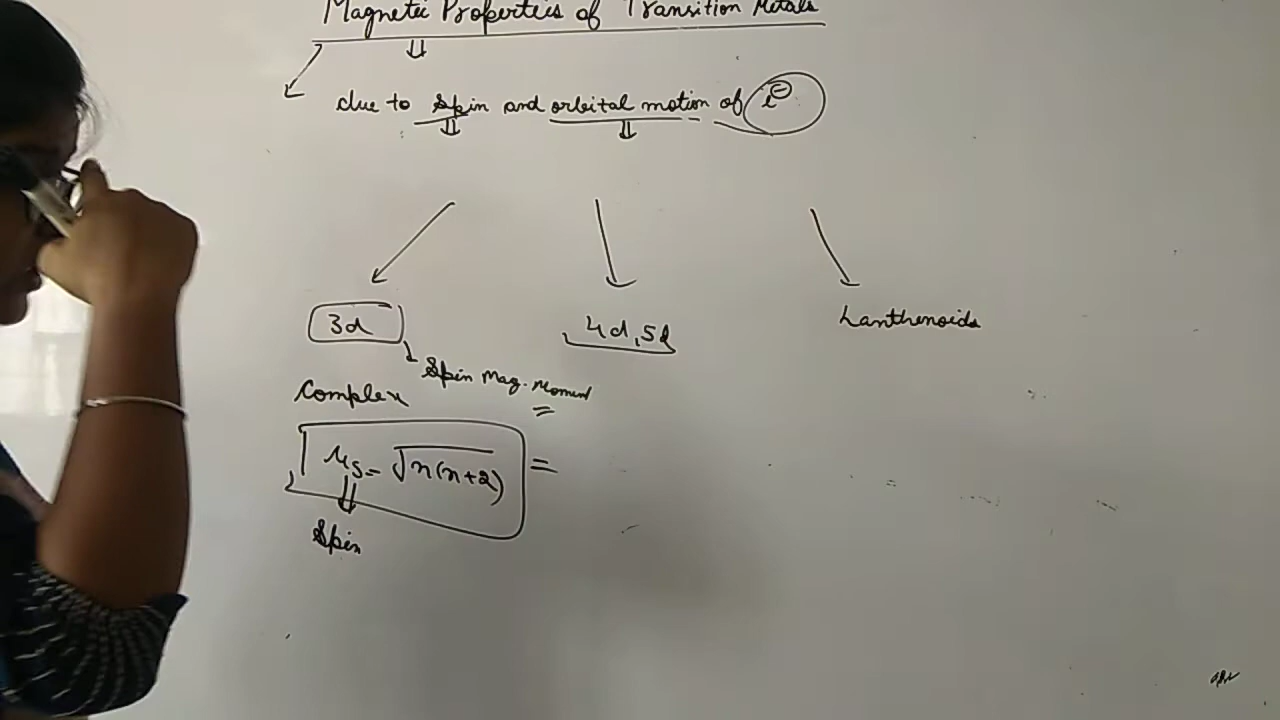 Magnetic Properties of Transition Metals
due to spin and orbital motion of e⊖
3d
4d, 5d
Lanthenoids
Spin Mag. Moment
Complex
μs = √n(n+2) =
Spin